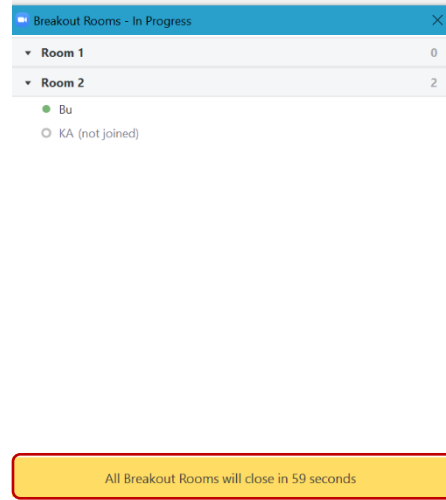 Breakout Rooms - In Progress
Room 1 0
Room 2 2
Bu
KA (not joined)
All Breakout Rooms will close in 59 seconds